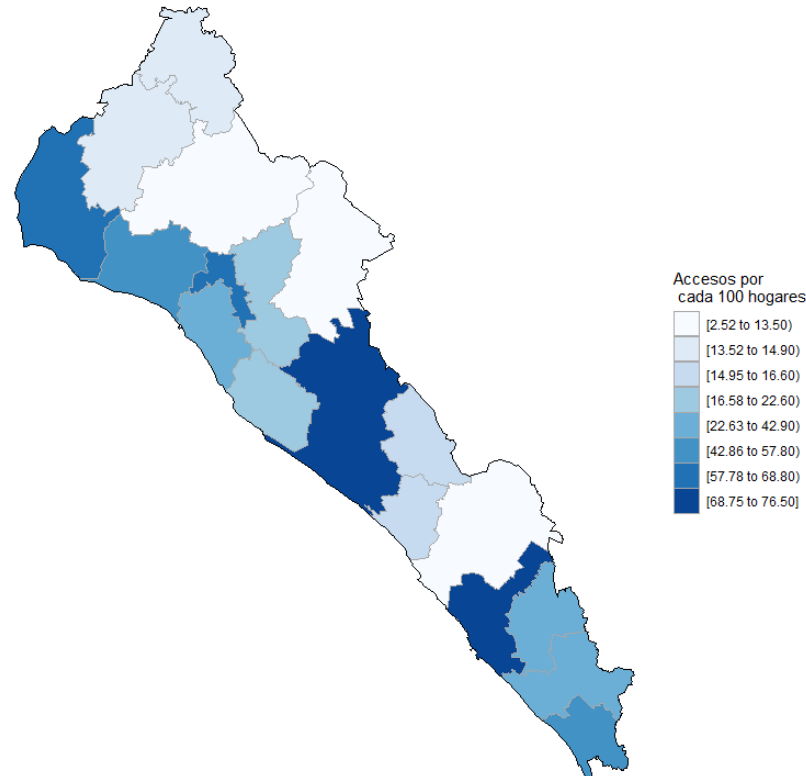 Accesos por
cada 100 hogares
[2.52 to 13.50)
[13.52 to 14.90)
[14.95 to 16.60)
[16.58 to 22.60)
[22.63 to 42.90)
[42.86 to 57.80)
[57.78 to 68.80)
[68.75 to 76.50]